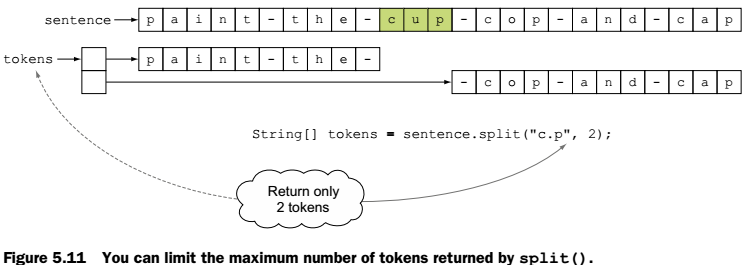 sentence p a i n t - t h e - c u p - c o p - a n d - c a p
tokens p a i n t - t h e -
- c o p - a n d - c a p
String[] tokens = sentence.split("c.p", 2);
Return only
2 tokens
Figure 5.11 You can limit the maximum number of tokens returned by split().